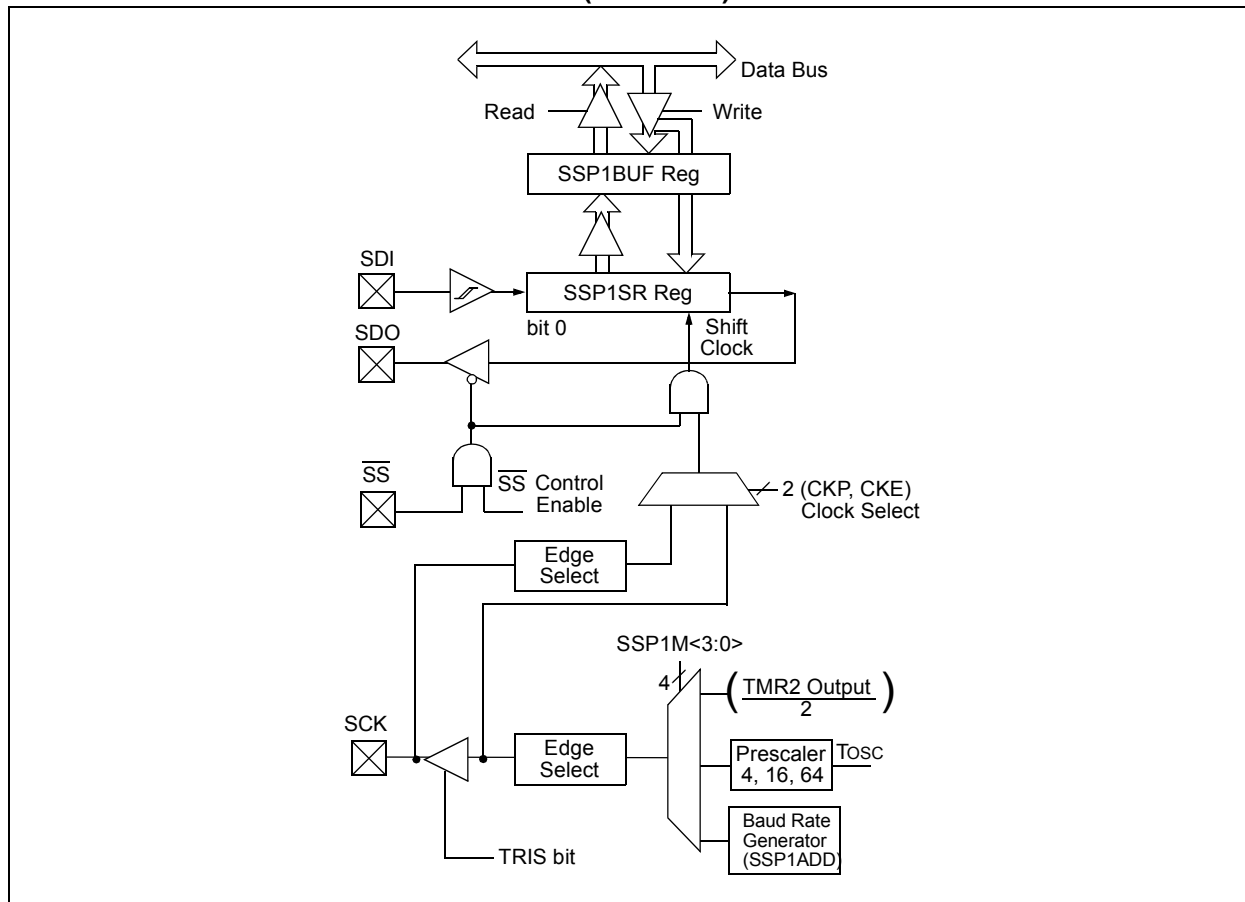 Data Bus
Read
Write
SSP1BUF Reg
SDI
SSP1SR Reg
bit 0
Shift
Clock
SDO
SS
SS Control
Enable
2 (CKP, CKE)
Clock Select
Edge
Select
SSP1M<3:0>
4
(TMR2 Output)
2
SCK
Edge
Select
Prescaler
4, 16, 64
TOSC
Baud Rate
Generator
(SSP1ADD)
TRIS bit